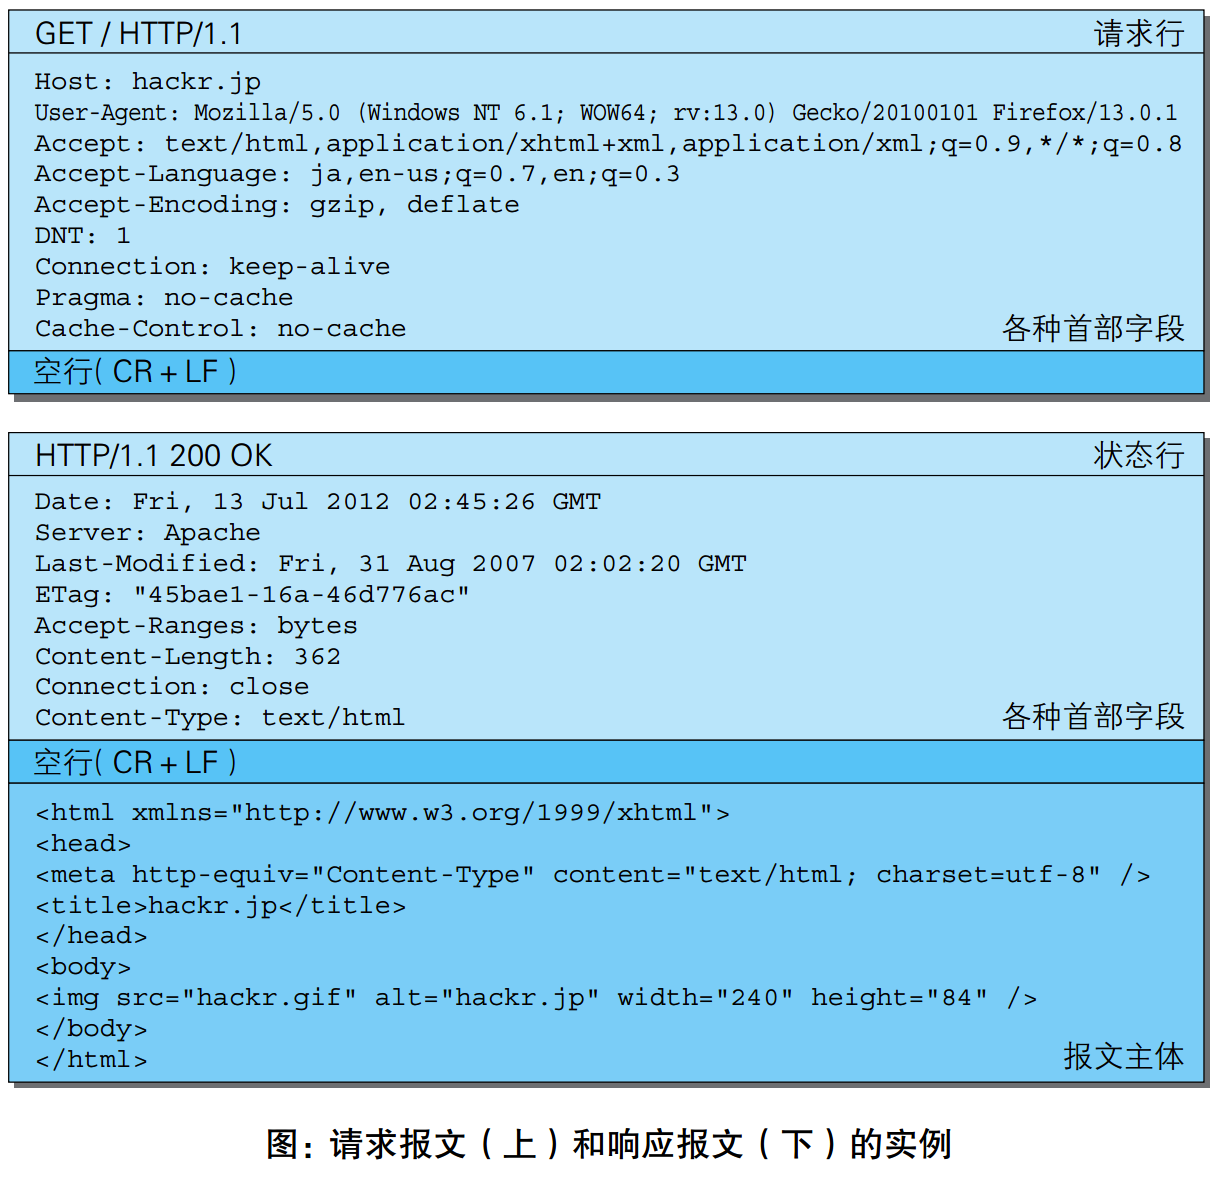 GET / HTTP/1.1 请求行
Host: hackr.jp
User-Agent: Mozilla/5.0 (Windows NT 6.1; WOW64; rv:13.0) Gecko/20100101 Firefox/13.0.1
Accept: text/html,application/xhtml+xml,application/xml;q=0.9,*/*;q=0.8
Accept-Language: ja,en-us;q=0.7,en;q=0.3
Accept-Encoding: gzip, deflate
DNT: 1
Connection: keep-alive
Pragma: no-cache
Cache-Control: no-cache 各种首部字段
空行( CR + LF )
HTTP/1.1 200 OK 状态行
Date: Fri, 13 Jul 2012 02:45:26 GMT
Server: Apache
Last-Modified: Fri, 31 Aug 2007 02:02:20 GMT
ETag: "45bae1-16a-46d776ac"
Accept-Ranges: bytes
Content-Length: 362
Connection: close
Content-Type: text/html 各种首部字段
空行( CR + LF )
<html xmlns="http://www.w3.org/1999/xhtml">
<head>
<meta http-equiv="Content-Type" content="text/html; charset=utf-8" />
<title>hackr.jp</title>
</head>
<body>
<img src="hackr.gif" alt="hackr.jp" width="240" height="84" />
</body>
</html> 报文主体
图：请求报文（上）和响应报文（下）的实例